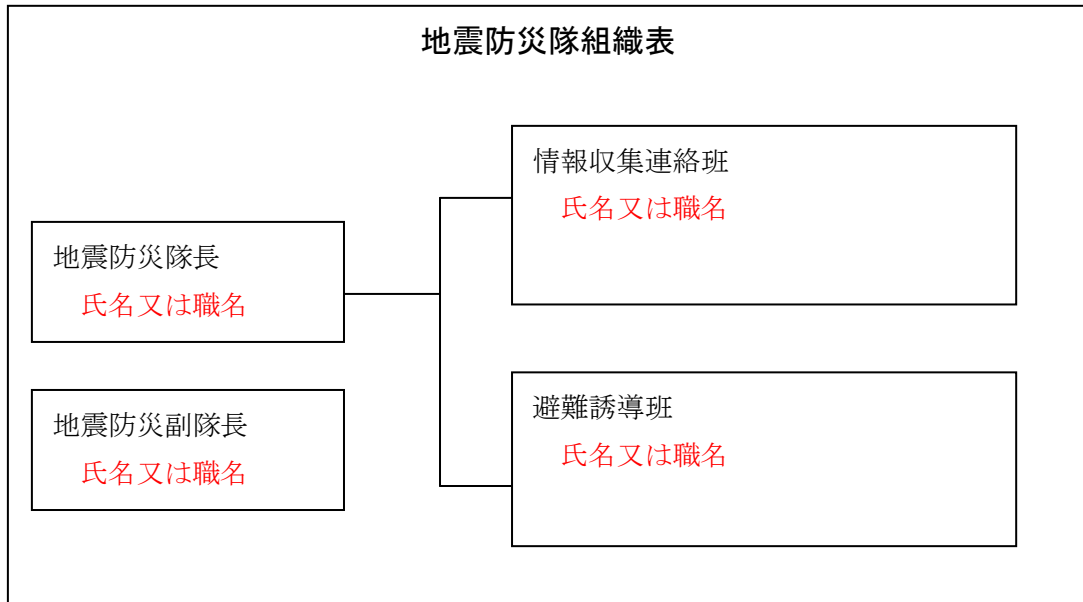 地震防災隊組織表
地震防災隊長
氏名又は職名
地震防災副隊長
氏名又は職名
情報収集連絡班
氏名又は職名
避難誘導班
氏名又は職名